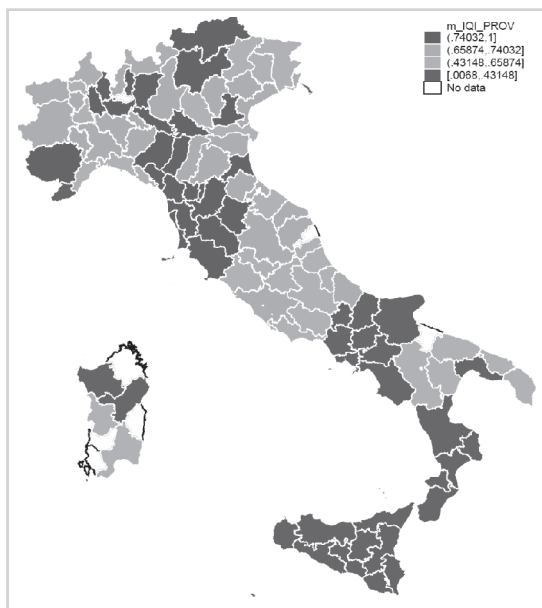 m_IQI_PROV
(.74032,1]
(.65874,.74032]
(.43148,.65874]
[.0068,.43148]
No data